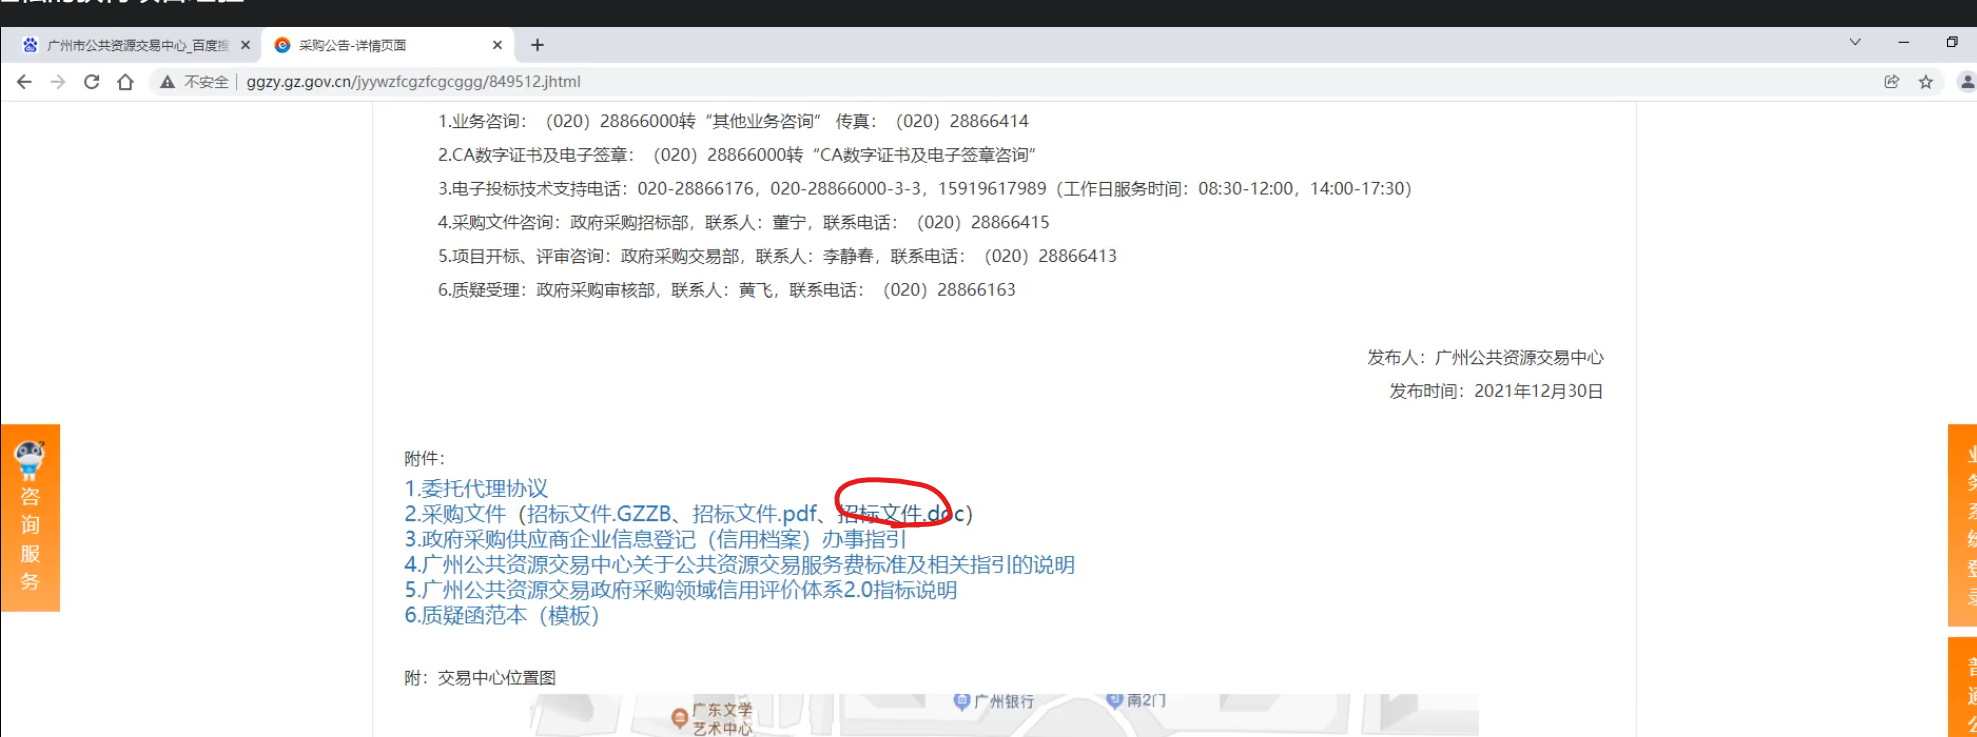 广州市公共资源交易中心_百度搜
采购公告-详情页面
不安全 ggzy.gz.gov.cn/jyywzfcgzfcgcggg/849512.jhtml
1.业务咨询：（020）28866000转“其他业务咨询” 传真：（020）28866414
2.CA数字证书及电子签章：（020）28866000转“CA数字证书及电子签章咨询”
3.电子投标技术支持电话：020-28866176，020-28866000-3-3，15919617989（工作日服务时间：08:30-12:00，14:00-17:30）
4.采购文件咨询：政府采购招标部，联系人：董宁，联系电话：（020）28866415
5.项目开标、评审咨询：政府采购交易部，联系人：李静春，联系电话：（020）28866413
6.质疑受理：政府采购审核部，联系人：黄飞，联系电话：（020）28866163
发布人：广州公共资源交易中心
发布时间：2021年12月30日
咨询服务
附件：
1.委托代理协议
2.采购文件（招标文件.GZZB、招标文件.pdf、招标文件.doc）
3.政府采购供应商企业信息登记（信用档案）办事指引
4.广州公共资源交易中心关于公共资源交易服务费标准及相关指引的说明
5.广州公共资源交易政府采购领域信用评价体系2.0指标说明
6.质疑函范本（模板）
业务系统登录
附：交易中心位置图
广州银行
南2门
广东文学
艺术中心
普通公